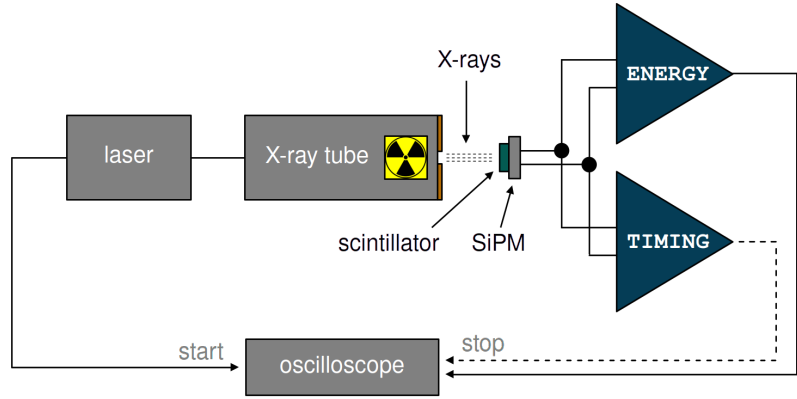 X-rays
ENERGY
laser
X-ray tube
scintillator
SiPM
TIMING
start
stop
oscilloscope